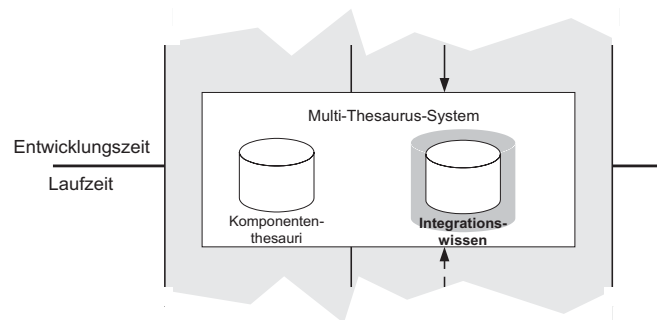 Multi-Thesaurus-System
Entwicklungszeit
Laufzeit
Komponenten-
thesauri
Integrations-
wissen